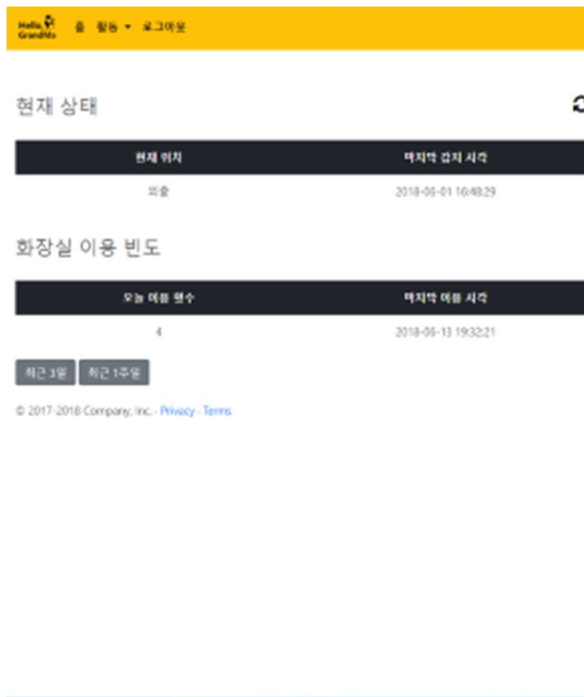 Hello, GrandMa 홈 활동 로그아웃
현재 상태
현재 위치 마지막 감지 시각
외출 2018-06-01 16:48:29
화장실 이용 빈도
오늘 이용 횟수 마지막 이용 시각
4 2018-06-13 19:32:21
최근 3일 최근 1주일
© 2017-2018 Company, Inc. · Privacy · Terms